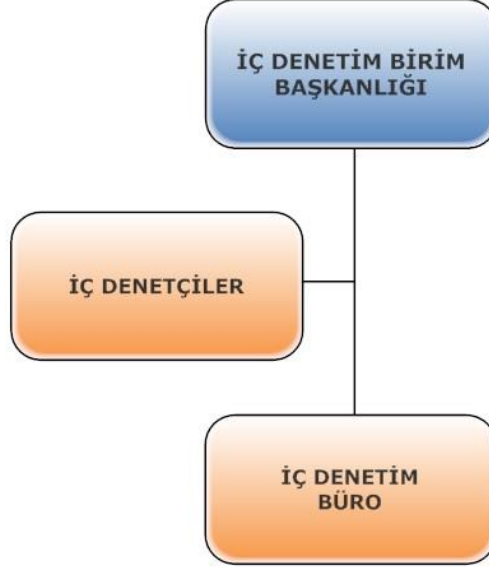 İÇ DENETİM BİRİM
BAŞKANLIĞI
İÇ DENETÇİLER
İÇ DENETİM
BÜRO